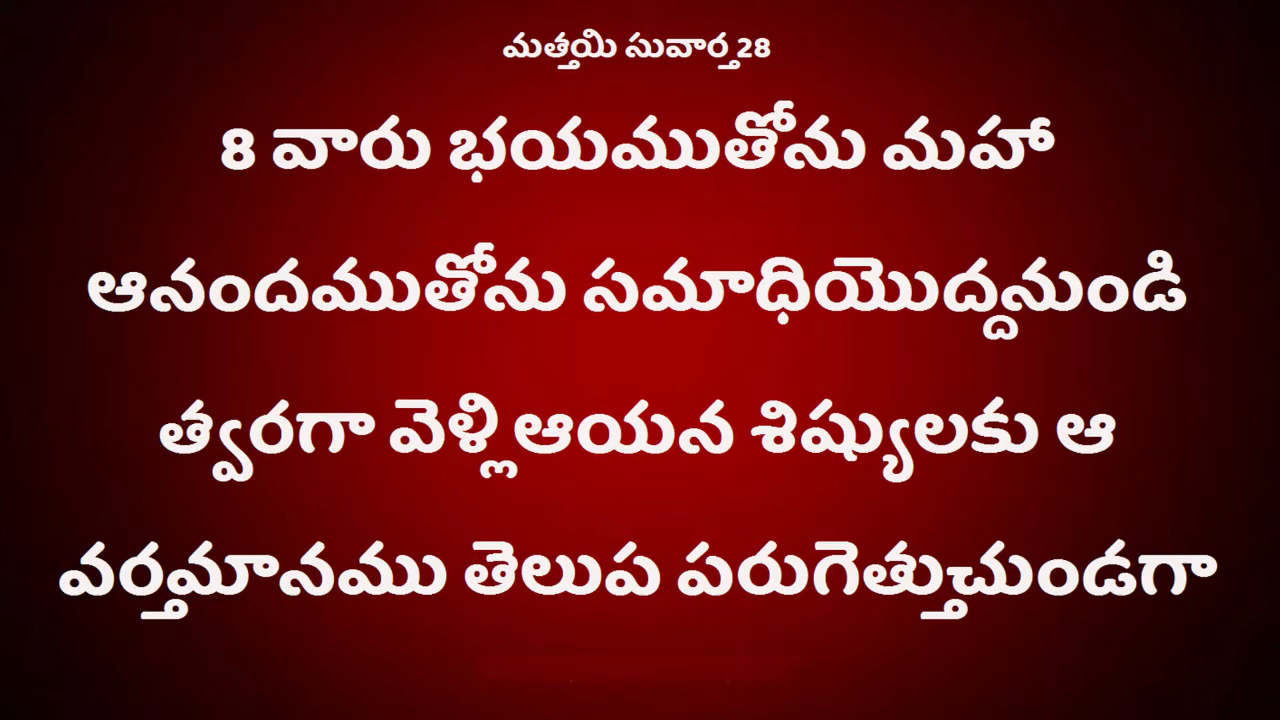 మత్తయి సువార్త 28
8 వారు భయముతోను మహా
ఆనందముతోను సమాధియొద్దనుండి
త్వరగా వెళ్లి ఆయన శిష్యులకు ఆ
వర్తమానము తెలుప పరుగెత్తుచుండగా